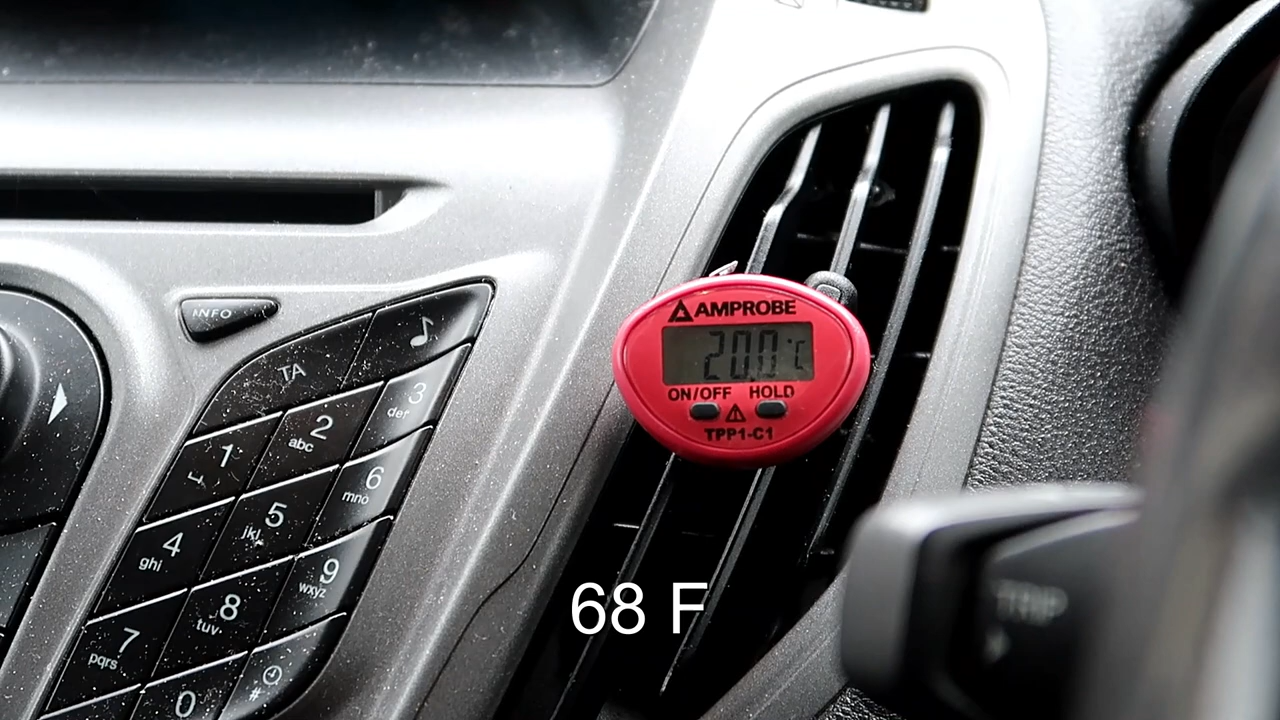 INFO
TA
1
2
abc
3
def
4
ghi
5
jkl
6
mno
7
pqrs
8
tuv
9
wxyz
0
#
AMPROBE
20.0 °C
ON/OFF HOLD
TPP1-C1
TRIP
68 F